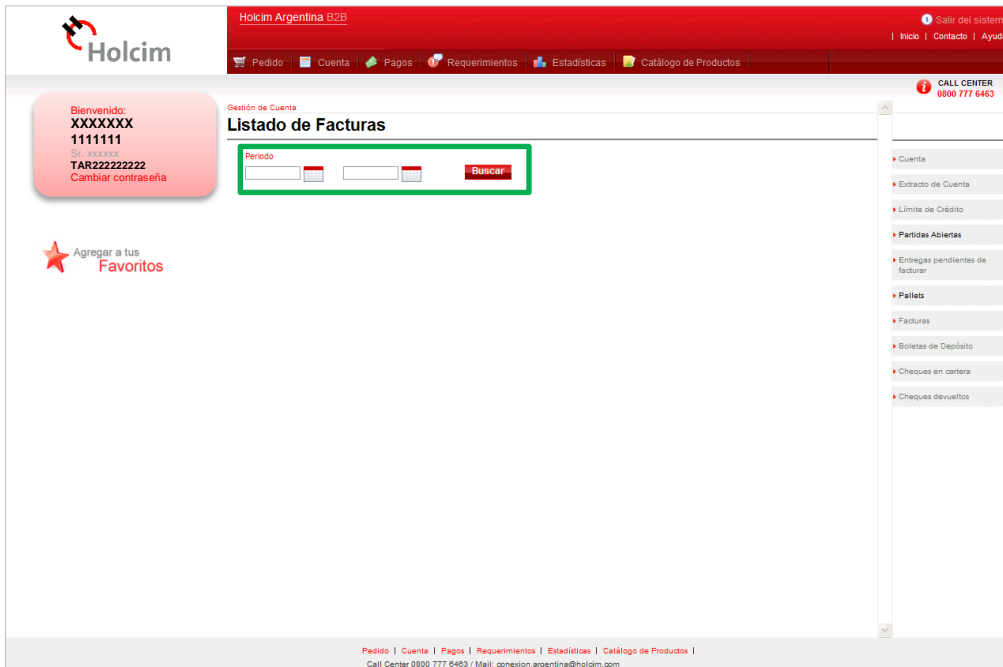 Holcim
Holcim Argentina B2B
Salir del sistem
| Inicio | Contacto | Ayud
Pedido
Cuenta
Pagos
Requerimientos
Estadísticas
Catálogo de Productos
CALL CENTER
0800 777 6463
Bienvenido:
XXXXXXX
1111111
Sr. xxxxxx
TAR222222222
Cambiar contraseña
Agregar a tus
Favoritos
Gestión de Cuenta
Listado de Facturas
Periodo
Buscar
Cuenta
Extracto de Cuenta
Límite de Crédito
Partidas Abiertas
Entregas pendientes de
facturar
Pallets
Facturas
Boletas de Depósito
Cheques en cartera
Cheques devueltos
Pedido | Cuenta | Pagos | Requerimientos | Estadísticas | Catálogo de Productos |
Call Center 0800 777 6463 / Mail: conexion.argentina@holcim.com